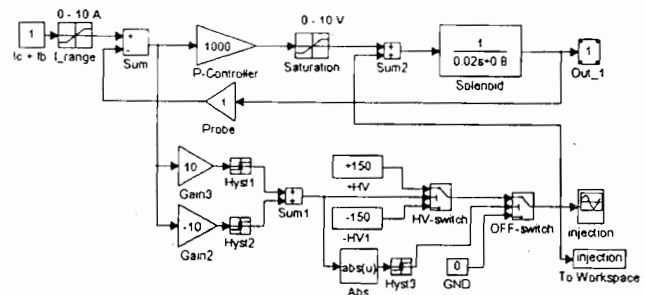 0 - 10 A
1
Ic + Ib
I_range
+
-
Sum
1000
P-Controller
0 - 10 V
Saturation
+
+
Sum2
1
0.02s+0.8
Solenoid
1
Out_1
1
Probe
10
Gain3
Hyst1
-10
Gain2
Hyst2
+
+
Sum1
+150
+HV
-150
-HV1
HV-switch
OFF-switch
injection
abs(u)
Abs
Hyst3
0
GND
injection
To Workspace